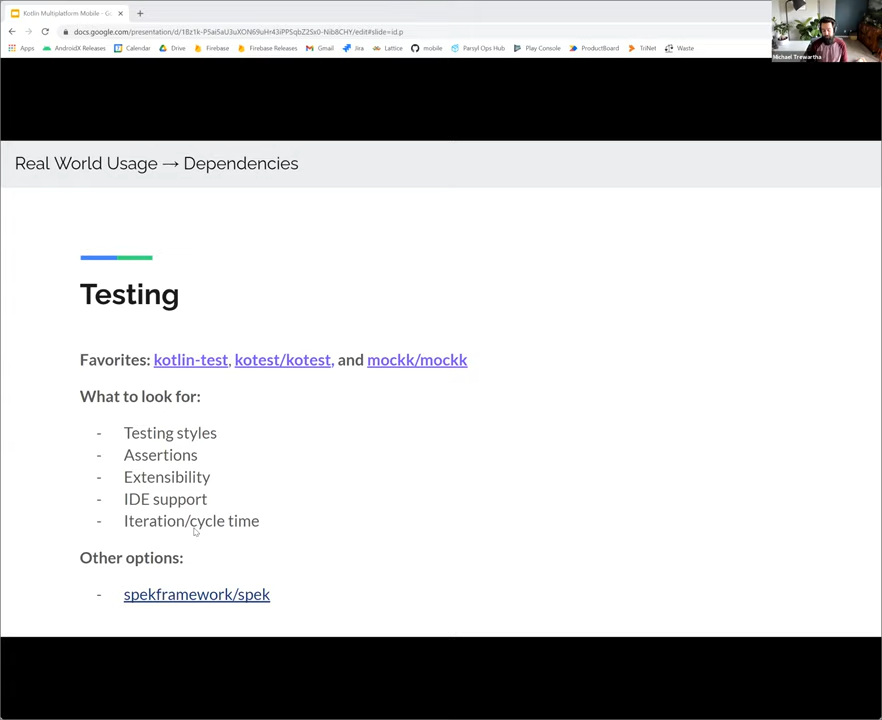 Kotlin Multiplatform Mobile - Go
docs.google.com/presentation/d/18z1k-P5ai5aU3uXON69uHr43iPPSqbZ2Sx0-Nib8CHY/edit#slide=id.p
Apps AndroidX Releases Calendar Drive Firebase Firebase Releases Gmail Jira Lattice mobile Parsyl Ops Hub Play Console ProductBoard TriNet Waste
Michael Trewartha
Real World Usage → Dependencies
Testing
Favorites: kotlin-test, kotest/kotest, and mockk/mockk
What to look for:
- Testing styles
- Assertions
- Extensibility
- IDE support
- Iteration/cycle time
Other options:
- spekframework/spek